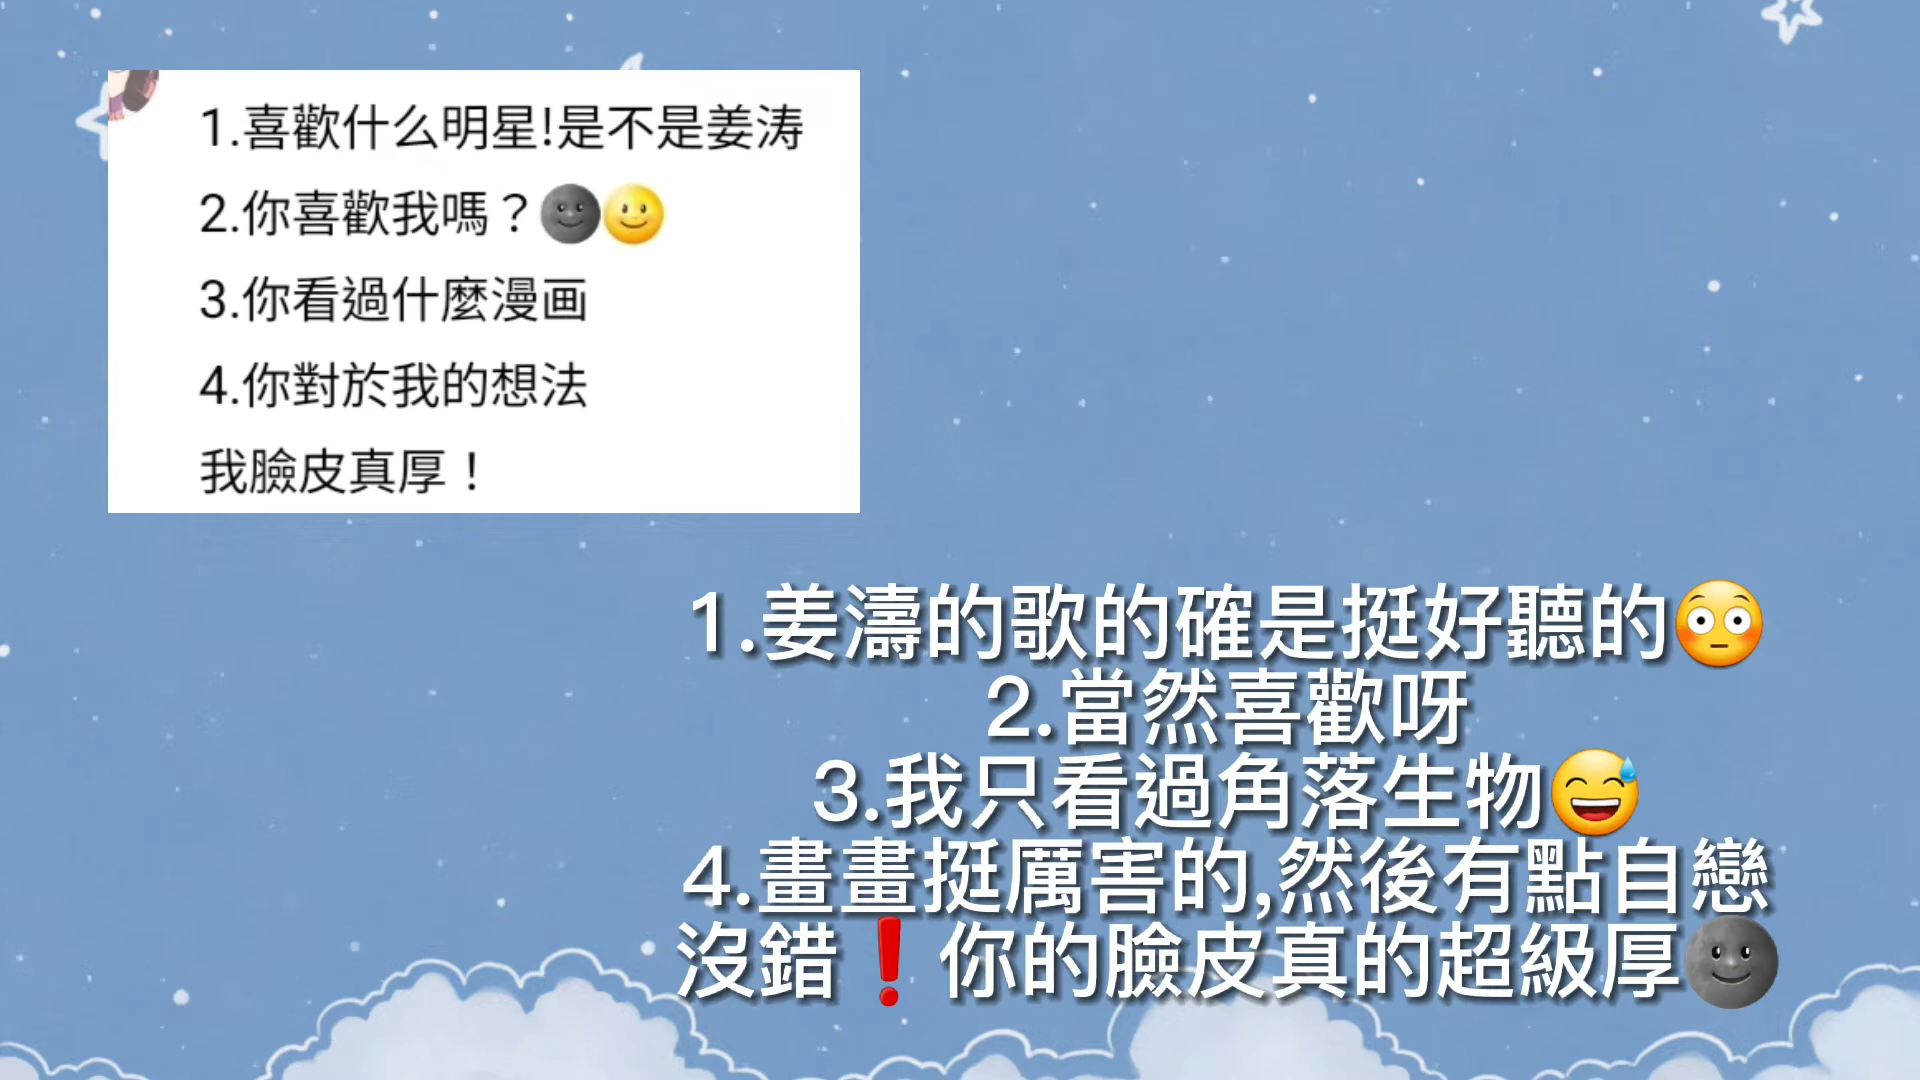 1.喜歡什么明星!是不是姜涛
2.你喜歡我嗎？🌚🌝
3.你看過什麼漫画
4.你對於我的想法
我臉皮真厚！
1.姜濤的歌的確是挺好聽的😳
2.當然喜歡呀
3.我只看過角落生物😅
4.畫畫挺厲害的,然後有點自戀
沒錯❗你的臉皮真的超級厚🌚